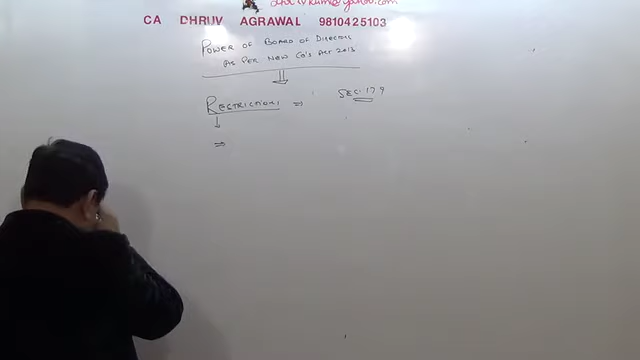 CA DHRUV AGRAWAL 9810425103
POWER OF BOARD OF DIRECTORS
AS PER NEW CO'S ACT 2013
RESTRICTIONS ⇒ SEC. 179
⇒